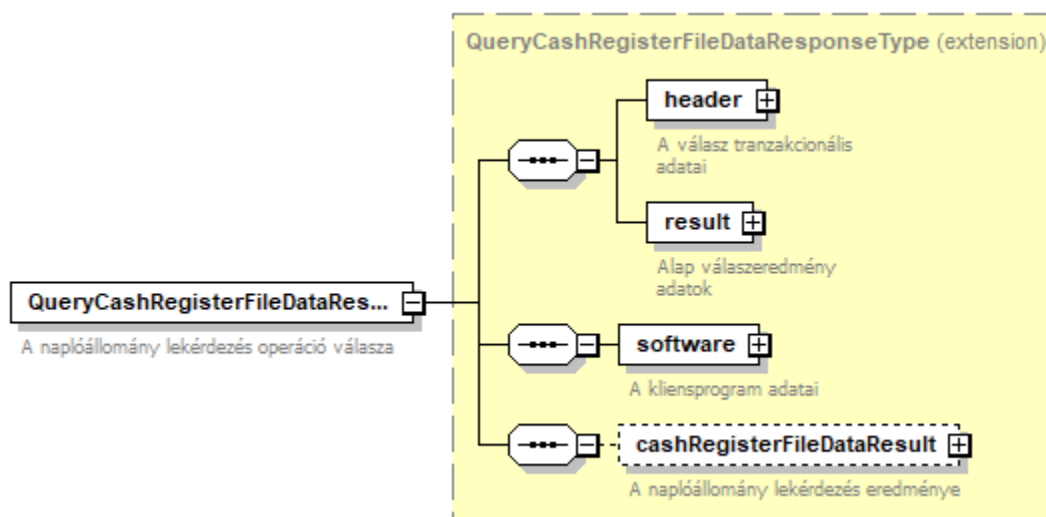 QueryCashRegisterFileDataResponseType (extension)
header
A válasz tranzakcionális
adatai
result
Alap válaszeredmény
adatok
QueryCashRegisterFileDataRes...
A naplóállomány lekérdezés operáció válasza
software
A kliensprogram adatai
cashRegisterFileDataResult
A naplóállomány lekérdezés eredménye